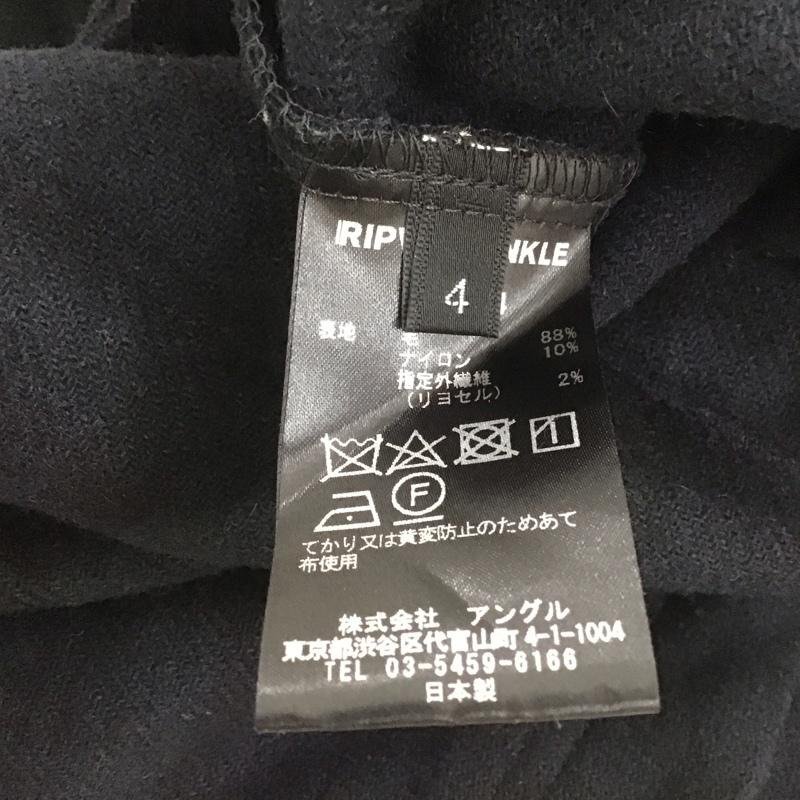 RIP NKLE
4
表地 毛 88%
ナイロン 10%
指定外繊維 2%
(リヨセル)
F
てかり又は黄変防止のためあて
布使用
株式会社 アングル
東京都渋谷区代官山町4-1-1004
TEL 03-5459-6166
日本製